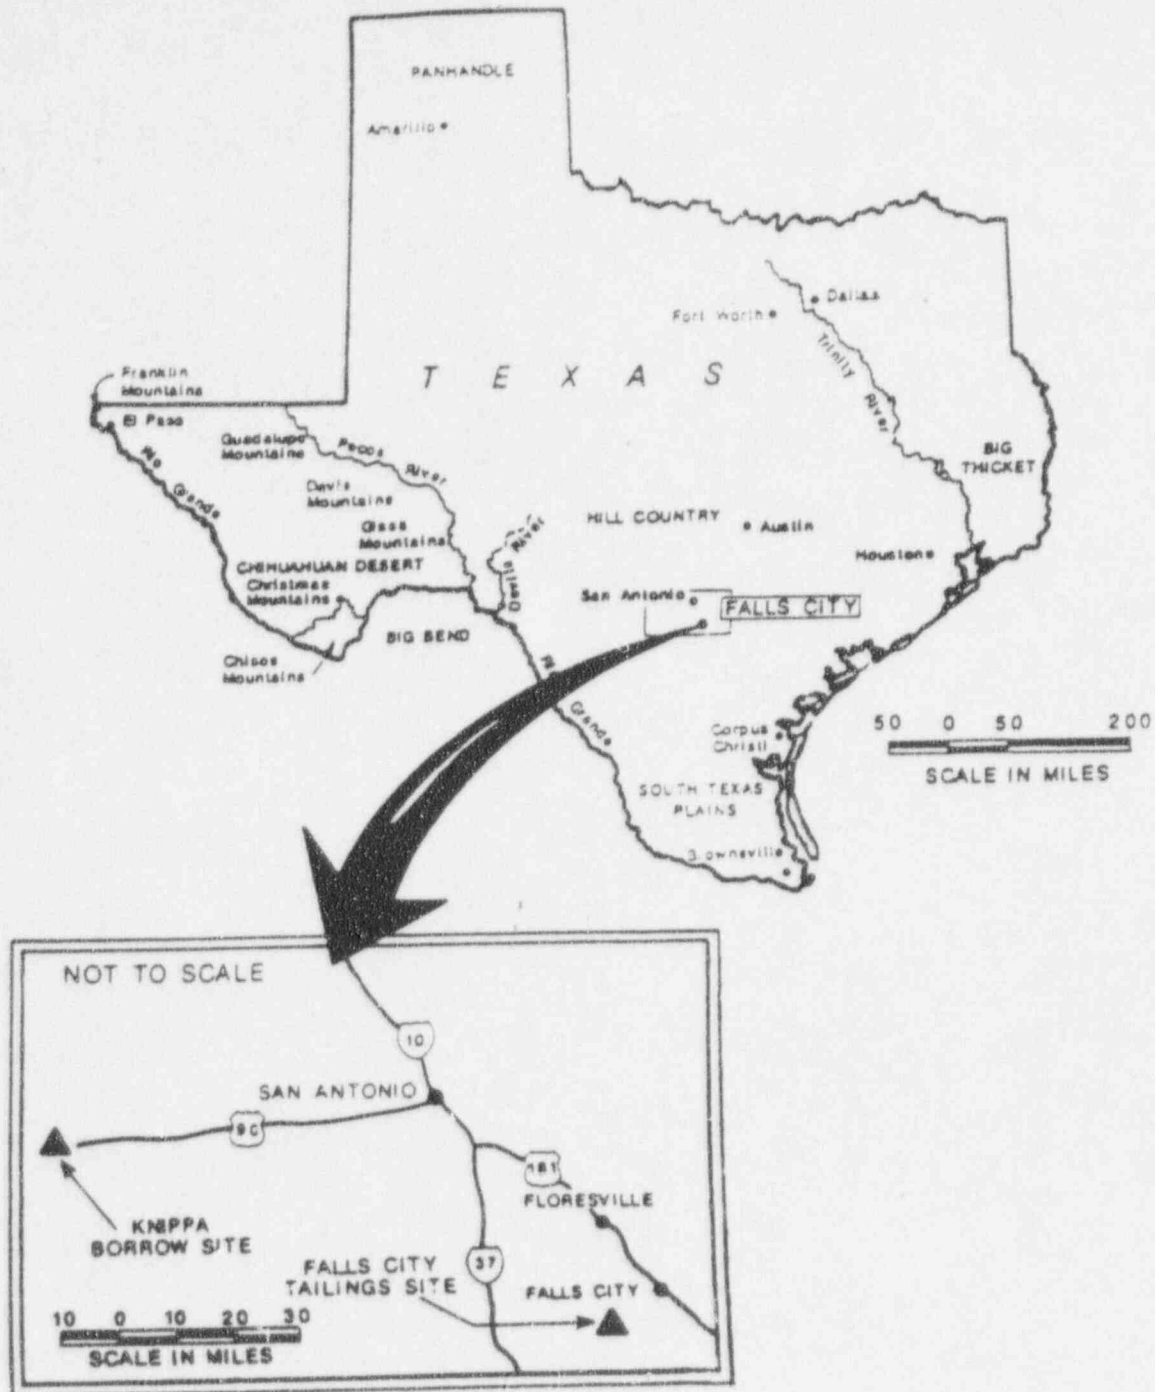 PANHANDLE
Amarillo
Dallas
Fort Worth
T E X A S
Trinity
River
Franklin
Mountains
El Paso
Rio
Grande
Guadalupe
Mountains
Pecos
River
Davis
Mountains
Glass
Mountains
BIG
THICKET
HILL COUNTRY
Austin
Houston
CHIHUAHUAN DESERT
Christmas
Mountains
Devils
River
San Antonio
FALLS CITY
BIG BEND
Chisos
Mountains
Rio
Grande
Corpus
Christi
50 0 50 200
SCALE IN MILES
SOUTH TEXAS
PLAINS
Brownsville
NOT TO SCALE
10
SAN ANTONIO
90
181
FLORESVILLE
KNIPPA
BORROW SITE
37
FALLS CITY
TAILINGS SITE
FALLS CITY
10 0 10 20 30
SCALE IN MILES